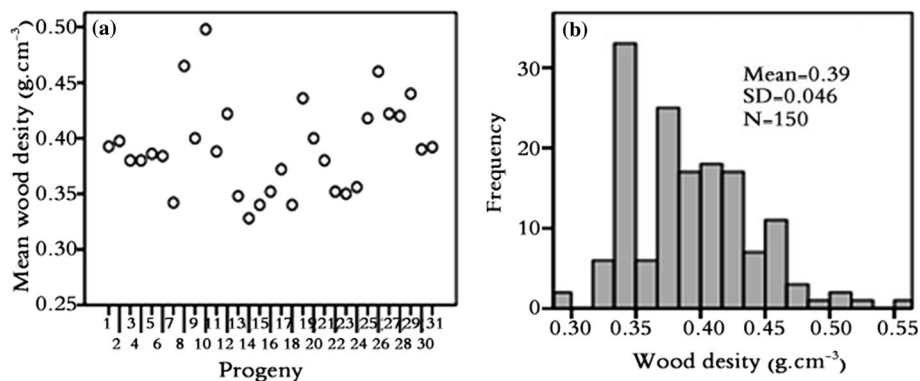 (a)
Mean wood desity (g.cm-3)
0.50
0.45
0.40
0.35
0.30
0.25
1 3 5 7 9 11 13 15 17 19 21 23 25 27 29 31
2 4 6 8 10 12 14 16 18 20 22 24 26 28 30
Progeny
(b)
Frequency
30
20
10
0
Mean=0.39
SD=0.046
N=150
0.30 0.35 0.40 0.45 0.50 0.55
Wood desity (g.cm-3)